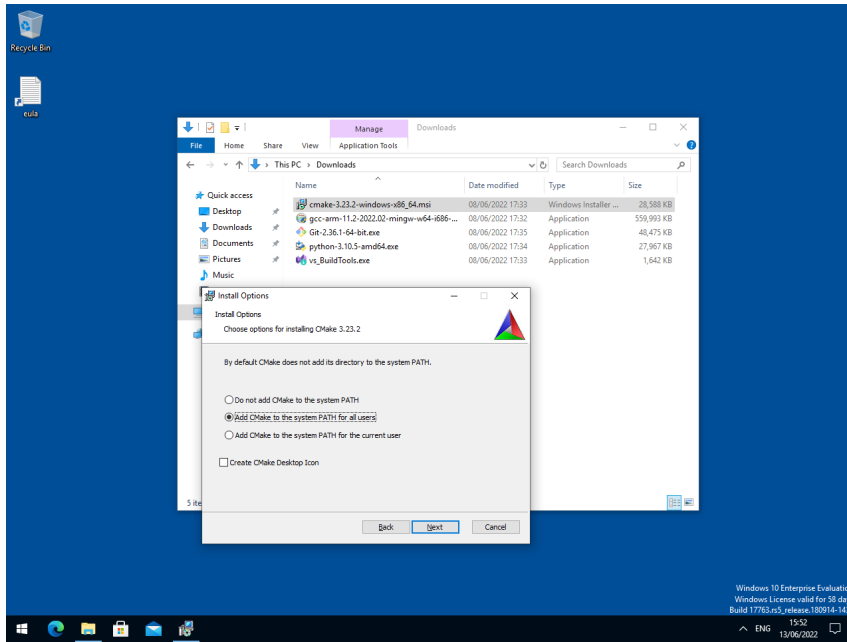 Recycle Bin
eula
Manage
Downloads
File
Home
Share
View
Application Tools
This PC
Downloads
Search Downloads
Name
Date modified
Type
Size
Quick access
Desktop
Downloads
Documents
Pictures
Music
cmake-3.23.2-windows-x86_64.msi 08/06/2022 17:33 Windows Installer ... 28,588 KB
gcc-arm-11.2-2022.02-mingw-w64-i686-... 08/06/2022 17:32 Application 559,993 KB
Git-2.36.1-64-bit.exe 08/06/2022 17:35 Application 48,475 KB
python-3.10.5-amd64.exe 08/06/2022 17:34 Application 27,967 KB
vs_BuildTools.exe 08/06/2022 17:33 Application 1,642 KB
Install Options
Install Options
Choose options for installing CMake 3.23.2
By default CMake does not add its directory to the system PATH.
Do not add CMake to the system PATH
Add CMake to the system PATH for all users
Add CMake to the system PATH for the current user
Create CMake Desktop Icon
5 ite
Back
Next
Cancel
Windows 10 Enterprise Evaluatio
Windows License valid for 58 da
Build 17763.rs5_release.180914-14
ENG
15:52
13/06/2022